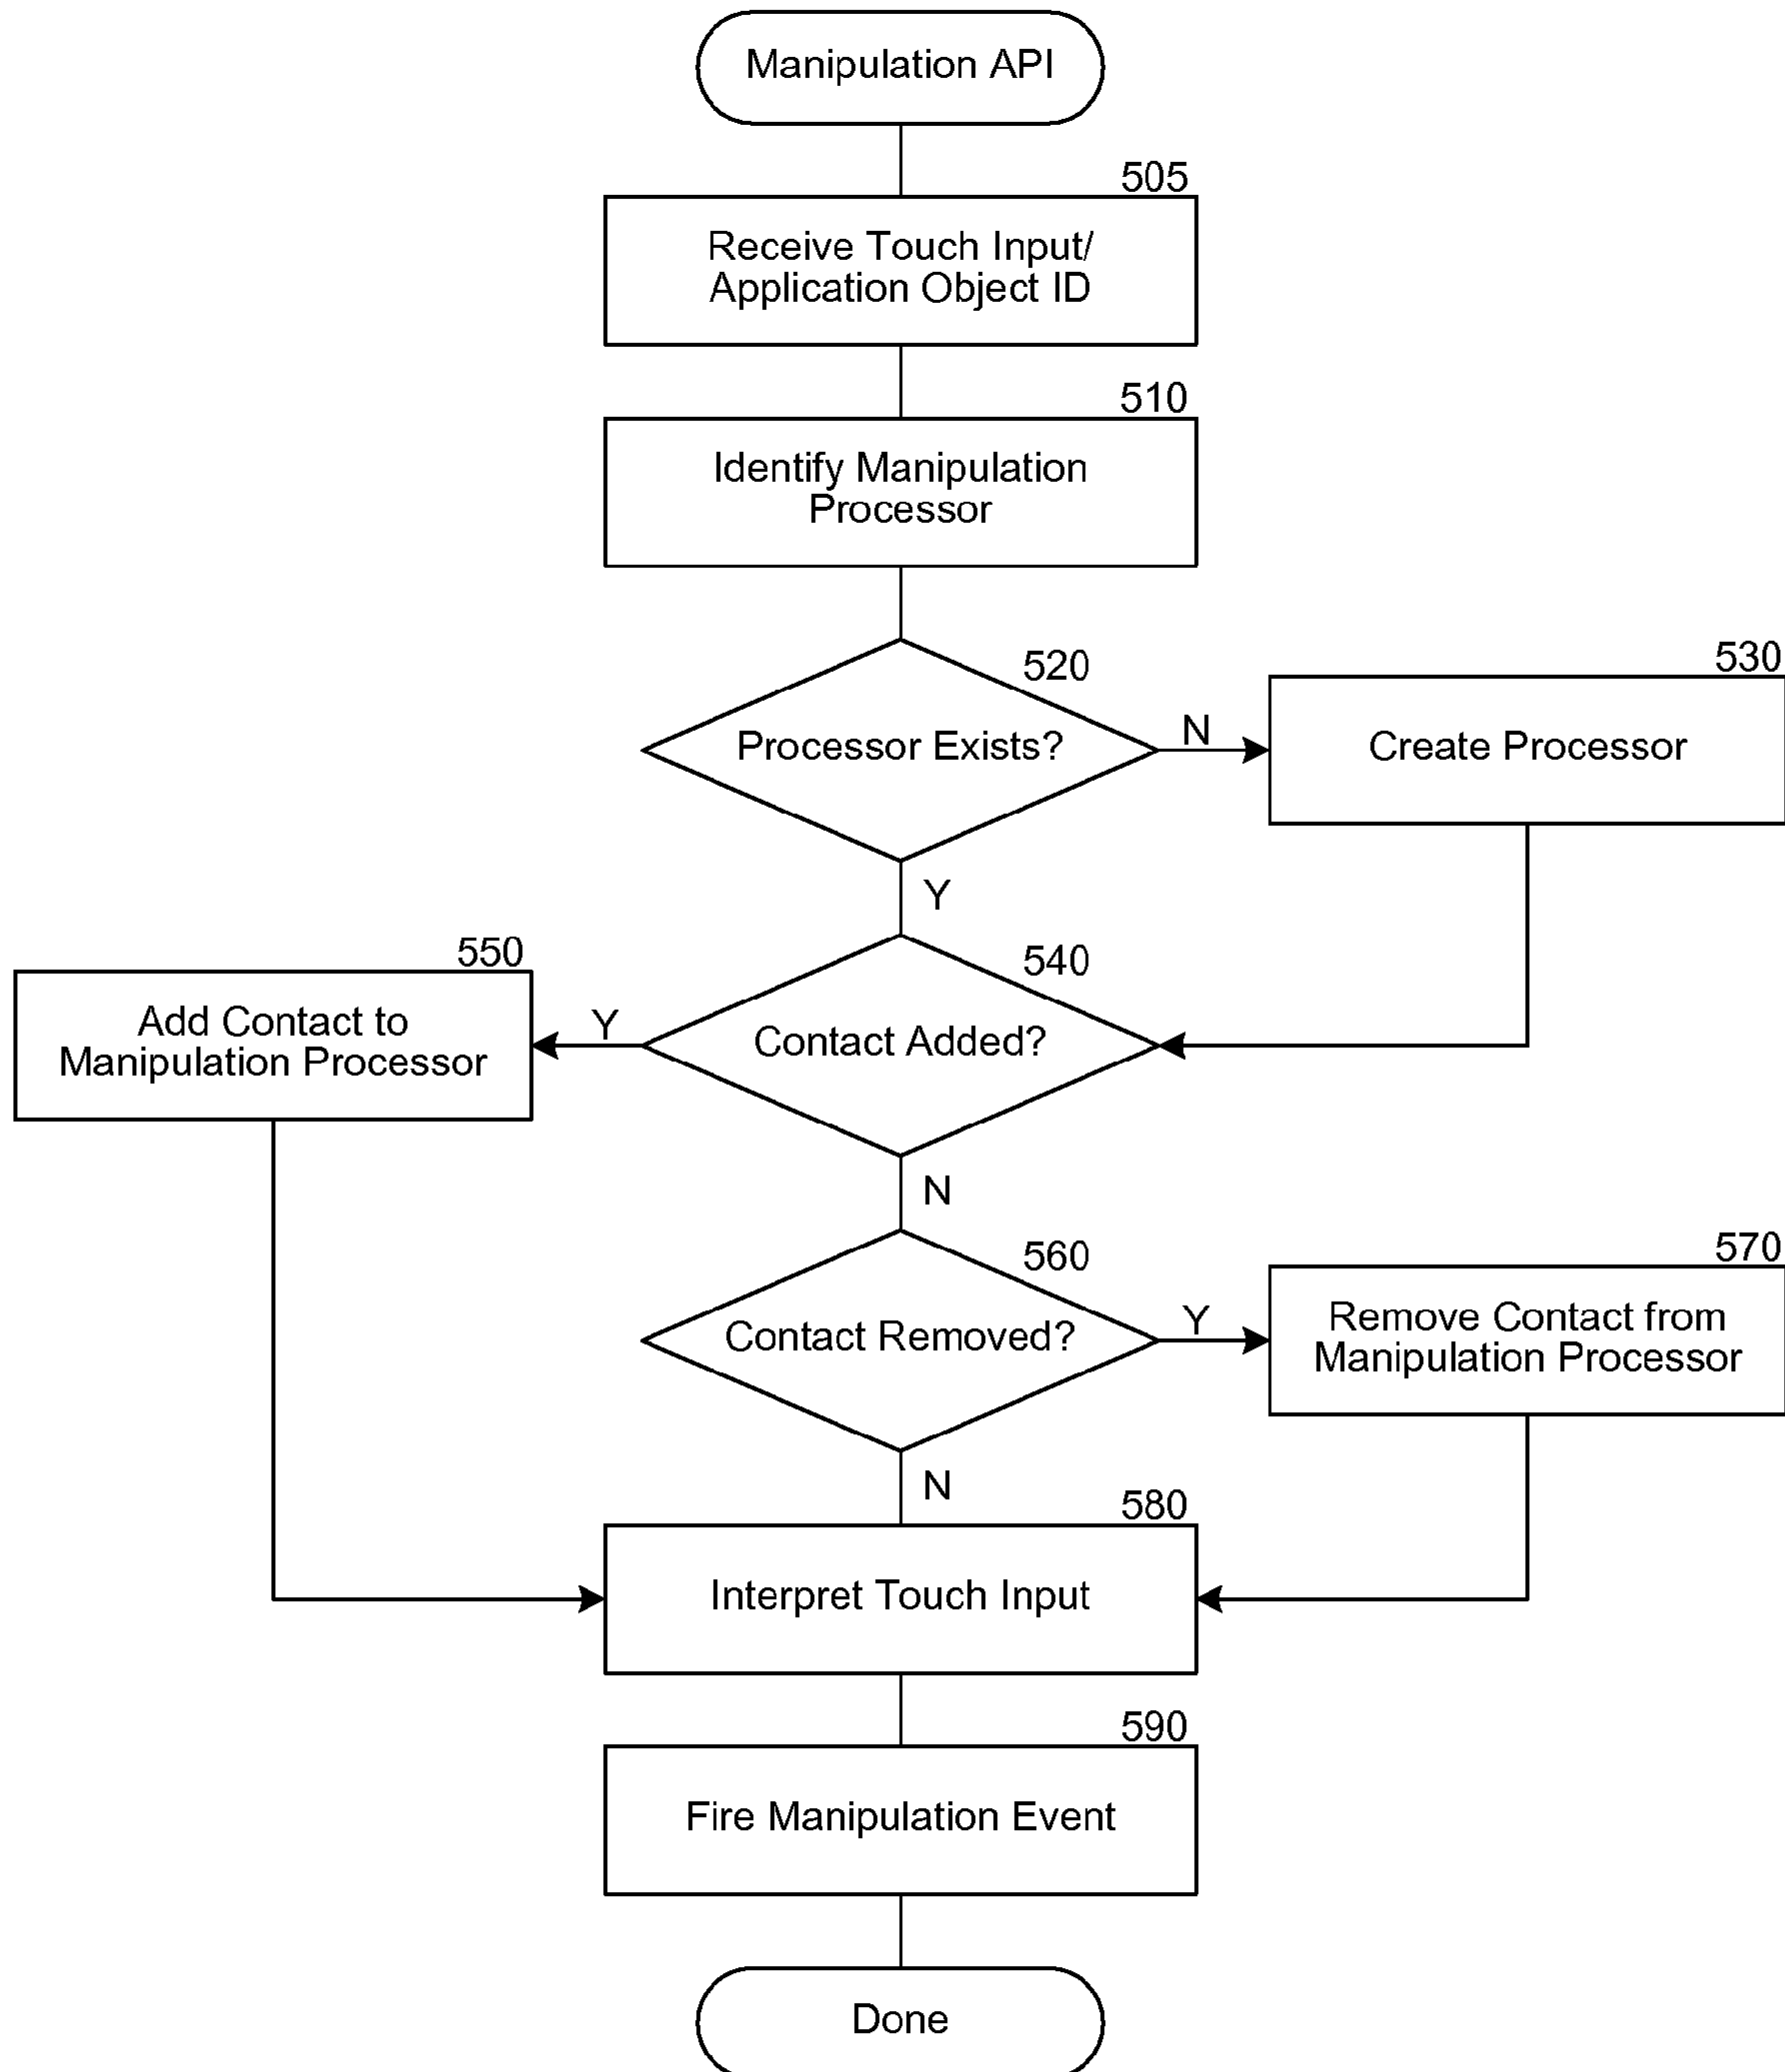 Manipulation API
505
Receive Touch Input/
Application Object ID
510
Identify Manipulation
Processor
520
Processor Exists?
N
530
Create Processor
Y
540
Contact Added?
Y
550
Add Contact to
Manipulation Processor
N
560
Contact Removed?
Y
570
Remove Contact from
Manipulation Processor
N
580
Interpret Touch Input
590
Fire Manipulation Event
Done